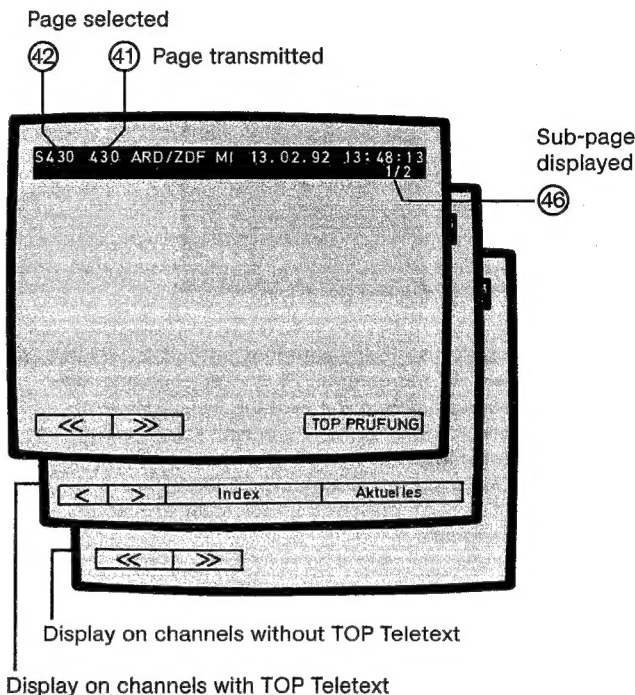 Page selected
42 41 Page transmitted
S430 430 ARD/ZDF MI 13.02.92 13:48:13
1/2
Sub-page
displayed
46
<< >> TOP PRÜFUNG
< > Index Aktuelles
<< >>
Display on channels without TOP Teletext
Display on channels with TOP Teletext